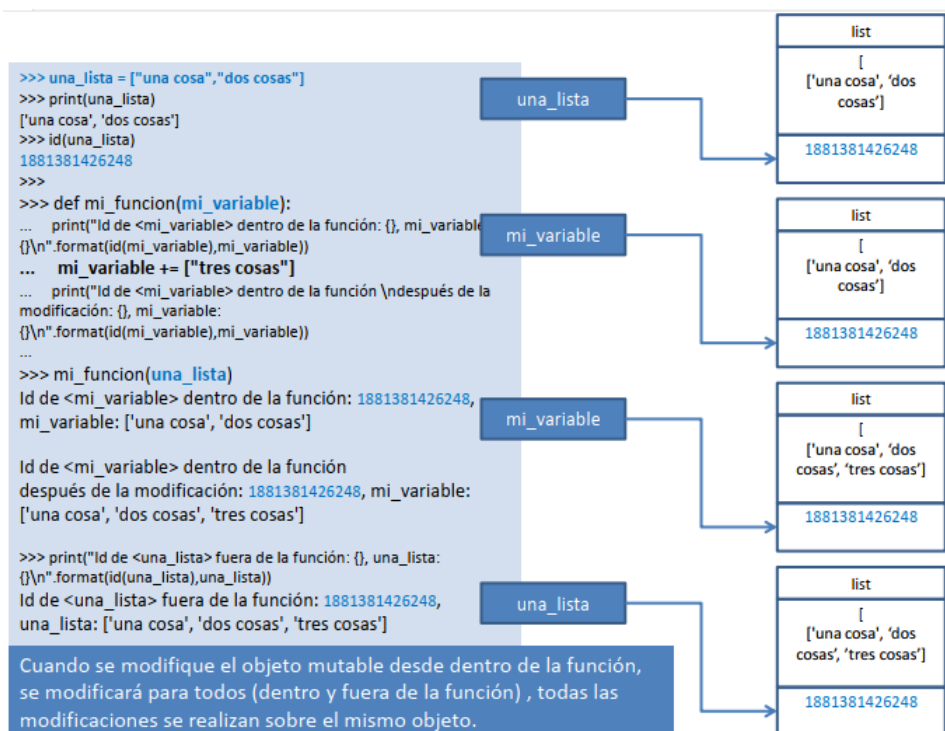 >>> una_lista = ["una cosa","dos cosas"]
>>> print(una_lista)
['una cosa', 'dos cosas']
>>> id(una_lista)
1881381426248
>>>
>>> def mi_funcion(mi_variable):
...    print("Id de <mi_variable> dentro de la función: {}, mi_variable
{}\n".format(id(mi_variable),mi_variable))
...    mi_variable += ["tres cosas"]
...    print("Id de <mi_variable> dentro de la función \ndespués de la
modificación: {}, mi_variable:
{}\n".format(id(mi_variable),mi_variable))
...
>>> mi_funcion(una_lista)
Id de <mi_variable> dentro de la función: 1881381426248,
mi_variable: ['una cosa', 'dos cosas']
Id de <mi_variable> dentro de la función
después de la modificación: 1881381426248, mi_variable:
['una cosa', 'dos cosas', 'tres cosas']
>>> print("Id de <una_lista> fuera de la función: {}, una_lista:
{}\n".format(id(una_lista),una_lista))
Id de <una_lista> fuera de la función: 1881381426248,
una_lista: ['una cosa', 'dos cosas', 'tres cosas']
Cuando se modifique el objeto mutable desde dentro de la función,
se modificará para todos (dentro y fuera de la función) , todas las
modificaciones se realizan sobre el mismo objeto.
una_lista
list
[
['una cosa', ‘dos
cosas’]
1881381426248
mi_variable
list
[
['una cosa', ‘dos
cosas’]
1881381426248
mi_variable
list
[
['una cosa', ‘dos
cosas’, ‘tres cosas’]
1881381426248
una_lista
list
[
['una cosa', ‘dos
cosas’, ‘tres cosas’]
1881381426248